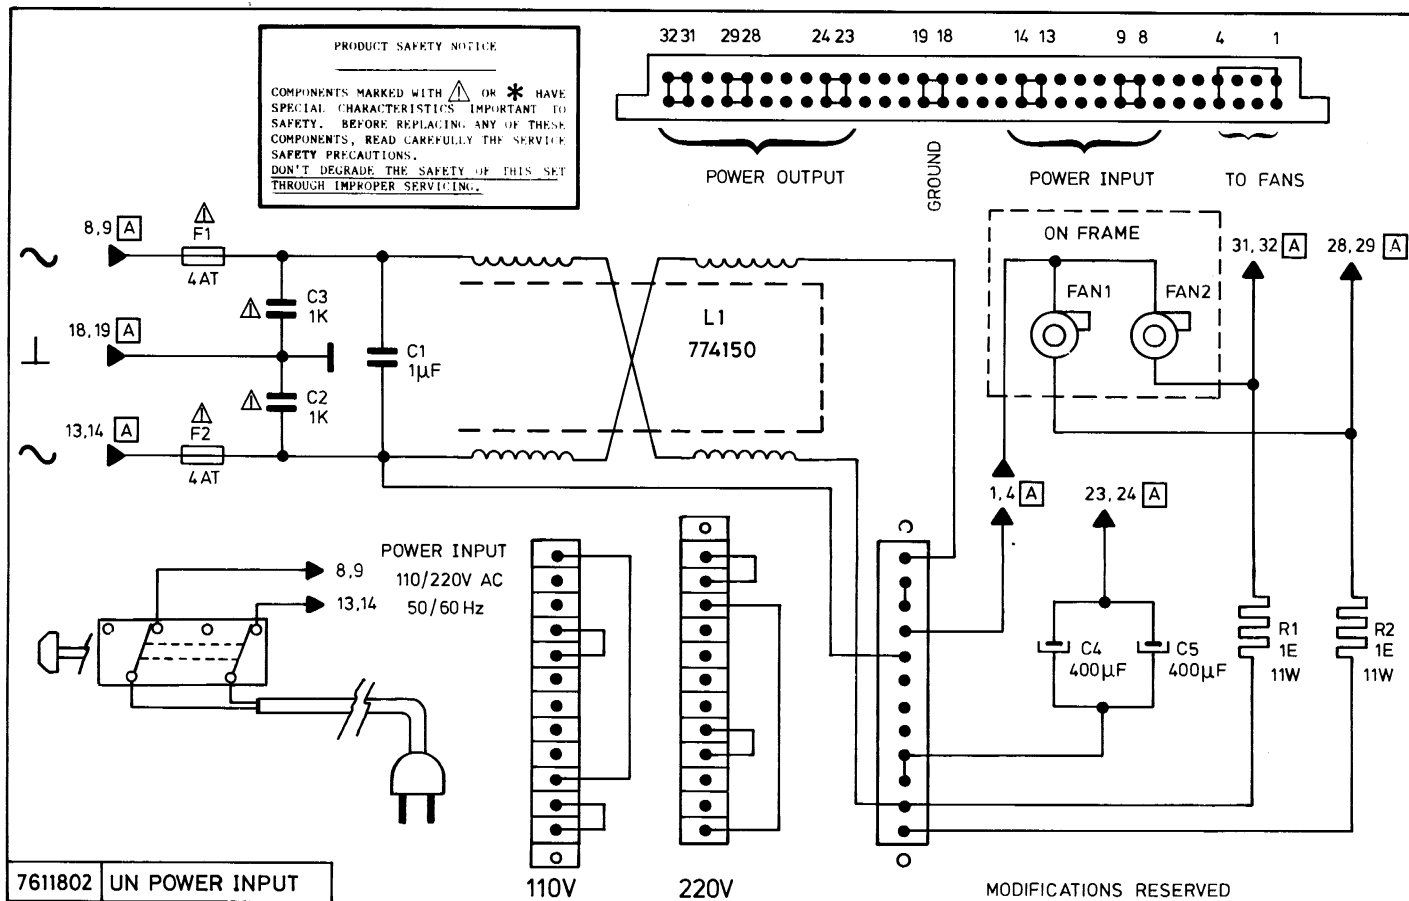 PRODUCT SAFETY NOTICE
COMPONENTS MARKED WITH ⚠ OR * HAVE
SPECIAL CHARACTERISTICS IMPORTANT TO
SAFETY. BEFORE REPLACING ANY OF THESE
COMPONENTS, READ CAREFULLY THE SERVICE
SAFETY PRECAUTIONS.
DON'T DEGRADE THE SAFETY OF THIS SET
THROUGH IMPROPER SERVICING.
32 31 29 28 24 23 19 18 14 13 9 8 4 1
POWER OUTPUT
GROUND
POWER INPUT
TO FANS
8,9 A
F1
4AT
C3
1K
18,19 A
C1
1µF
C2
1K
13,14 A
F2
4AT
L1
774150
ON FRAME
FAN1
FAN2
31,32 A
28,29 A
1,4 A
23,24 A
POWER INPUT
110/220V AC
50/60 Hz
8,9
13,14
C4
400µF
C5
400µF
R1
1E
11W
R2
1E
11W
110V
220V
7611802 UN POWER INPUT
MODIFICATIONS RESERVED